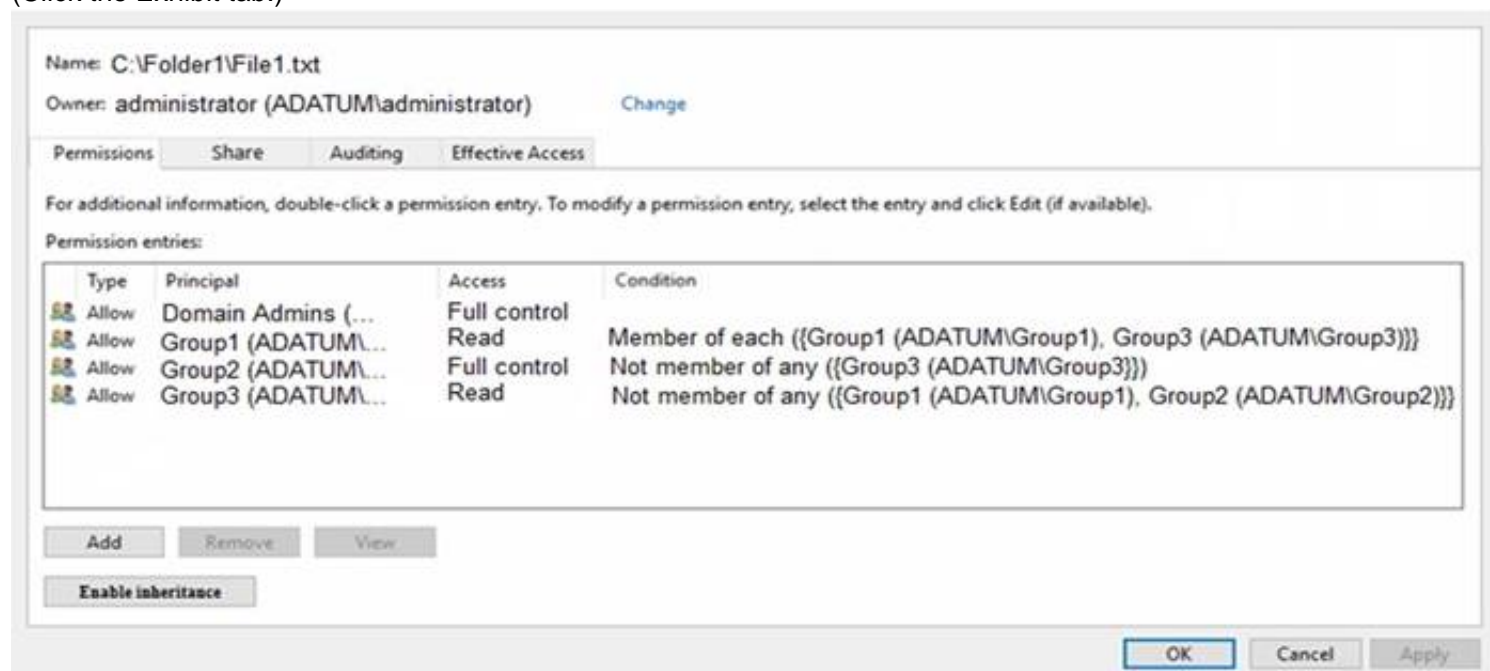 (Click the Exhibit tab.)
Name: C:\Folder1\File1.txt
Owner: administrator (ADATUM\administrator) Change
Permissions Share Auditing Effective Access
For additional information, double-click a permission entry. To modify a permission entry, select the entry and click Edit (if available).
Permission entries:
Type Principal Access Condition
Allow Domain Admins (... Full control
Allow Group1 (ADATUM\... Read Member of each ({Group1 (ADATUM\Group1), Group3 (ADATUM\Group3)}}
Allow Group2 (ADATUM\... Full control Not member of any ({Group3 (ADATUM\Group3}})
Allow Group3 (ADATUM\... Read Not member of any ({Group1 (ADATUM\Group1), Group2 (ADATUM\Group2)}}
Add Remove View
Enable inheritance
OK Cancel Apply